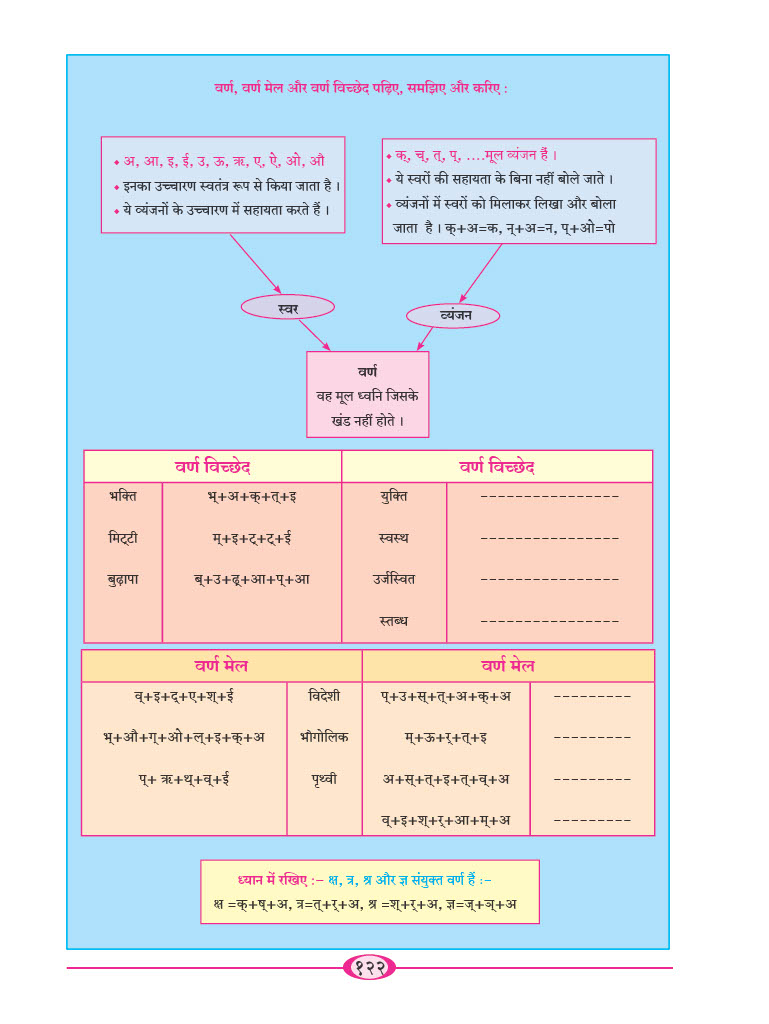 वर्ण, वर्ण मेल और वर्ण विच्छेद पढ़िए, समझिए और करिए :
अ, आ, इ, ई, उ, ऊ, ऋ, ए, ऐ, ओ, औ
इनका उच्चारण स्वतंत्र रूप से किया जाता है ।
ये व्यंजनों के उच्चारण में सहायता करते हैं ।
क्, च्, त्, प्, ....मूल व्यंजन हैं ।
ये स्वरों की सहायता के बिना नहीं बोले जाते ।
व्यंजनों में स्वरों को मिलाकर लिखा और बोला
जाता है । क्+अ=क, न्+अ=न, प्+ओ=पो
स्वर
व्यंजन
वर्ण
वह मूल ध्वनि जिसके
खंड नहीं होते ।
वर्ण विच्छेद वर्ण विच्छेद
भक्ति भ्+अ+क्+त्+इ युक्ति ----------------
मिट्टी म्+इ+ट्+ट्+ई स्वस्थ ----------------
बुढ़ापा ब्+उ+ढ़्+आ+प्+आ उर्जस्वित ----------------
स्तब्ध ----------------
वर्ण मेल वर्ण मेल
व्+इ+द्+ए+श्+ई विदेशी प्+उ+स्+त्+अ+क्+अ ---------
भ्+औ+ग्+ओ+ल्+इ+क्+अ भौगोलिक म्+ऊ+र्+त्+इ ---------
प्+ ऋ+थ्+व्+ई पृथ्वी अ+स्+त्+इ+त्+व्+अ ---------
व्+इ+श्+र्+आ+म्+अ ---------
ध्यान में रखिए :- क्ष, त्र, श्र और ज्ञ संयुक्त वर्ण हैं :-
क्ष =क्+ष्+अ, त्र=त्+र्+अ, श्र =श्+र्+अ, ज्ञ=ज्+ञ्+अ
१२२